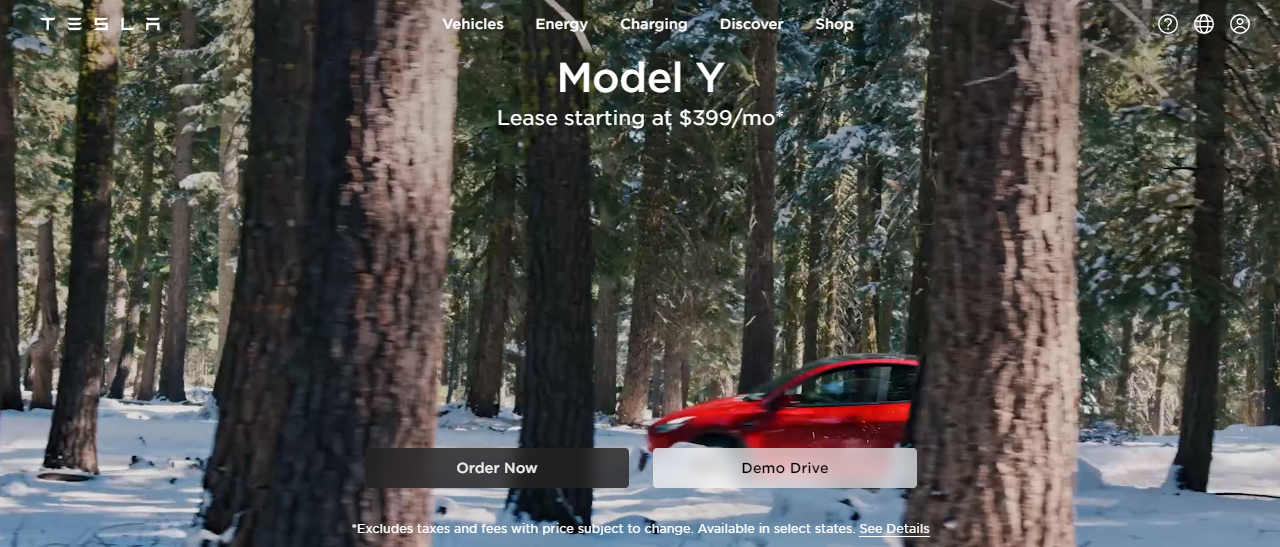 TESLA
Vehicles Energy Charging Discover Shop
Model Y
Lease starting at $399/mo*
Order Now
Demo Drive
*Excludes taxes and fees with price subject to change. Available in select states. See Details